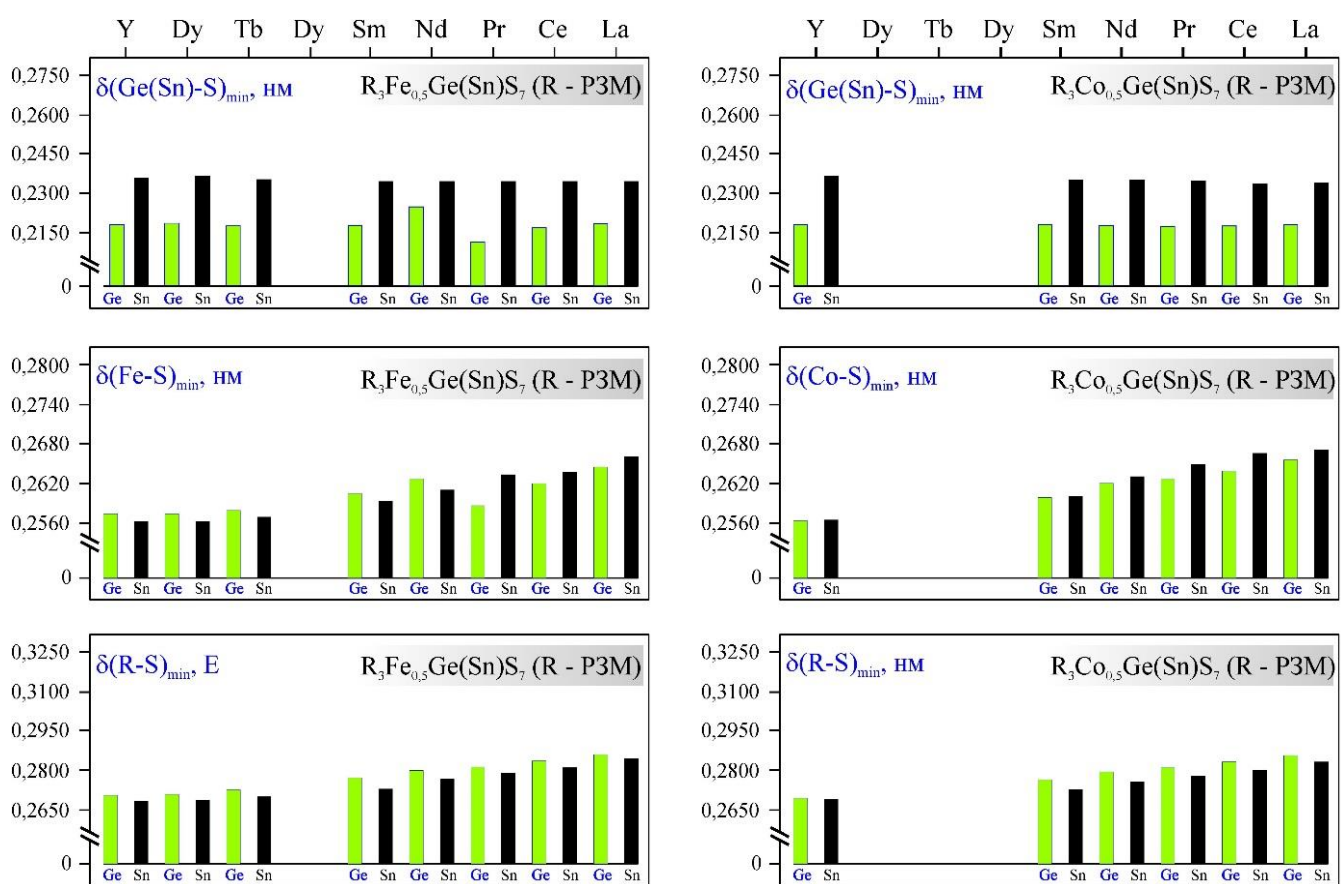 Y Dy Tb Dy Sm Nd Pr Ce La
0,2750
0,2600
0,2450
0,2300
0,2150
0
δ(Ge(Sn)-S)min, нм
R3Fe0,5Ge(Sn)S7 (R - РЗМ)
Ge Sn Ge Sn Ge Sn Ge Sn Ge Sn Ge Sn Ge Sn Ge Sn
Y Dy Tb Dy Sm Nd Pr Ce La
0,2750
0,2600
0,2450
0,2300
0,2150
0
δ(Ge(Sn)-S)min, нм
R3Co0,5Ge(Sn)S7 (R - РЗМ)
Ge Sn Ge Sn Ge Sn Ge Sn Ge Sn Ge Sn
0,2800
0,2740
0,2680
0,2620
0,2560
0
δ(Fe-S)min, нм
R3Fe0,5Ge(Sn)S7 (R - РЗМ)
Ge Sn Ge Sn Ge Sn Ge Sn Ge Sn Ge Sn Ge Sn Ge Sn
0,2800
0,2740
0,2680
0,2620
0,2560
0
δ(Co-S)min, нм
R3Co0,5Ge(Sn)S7 (R - РЗМ)
Ge Sn Ge Sn Ge Sn Ge Sn Ge Sn Ge Sn
0,3250
0,3100
0,2950
0,2800
0,2650
0
δ(R-S)min, E
R3Fe0,5Ge(Sn)S7 (R - РЗМ)
Ge Sn Ge Sn Ge Sn Ge Sn Ge Sn Ge Sn Ge Sn Ge Sn
0,3250
0,3100
0,2950
0,2800
0,2650
0
δ(R-S)min, нм
R3Co0,5Ge(Sn)S7 (R - РЗМ)
Ge Sn Ge Sn Ge Sn Ge Sn Ge Sn Ge Sn